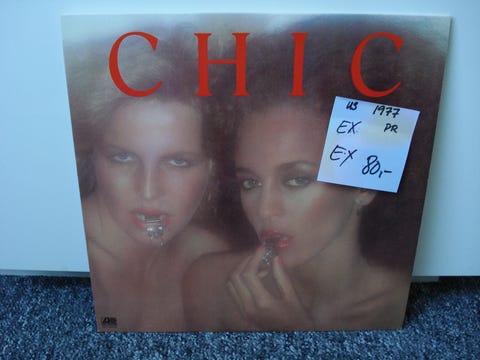 CHIC
US 1977
EX PR
EX 80,-